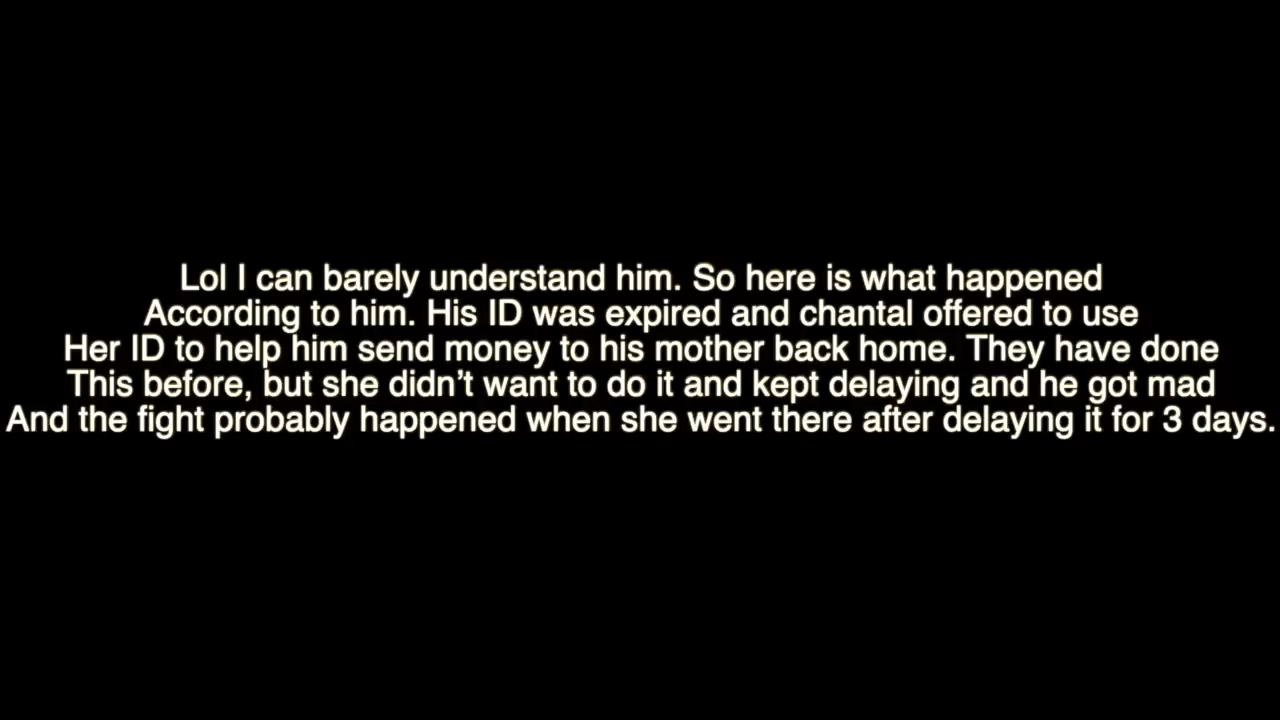 Lol I can barely understand him. So here is what happened
According to him. His ID was expired and chantal offered to use
Her ID to help him send money to his mother back home. They have done
This before, but she didn’t want to do it and kept delaying and he got mad
And the fight probably happened when she went there after delaying it for 3 days.